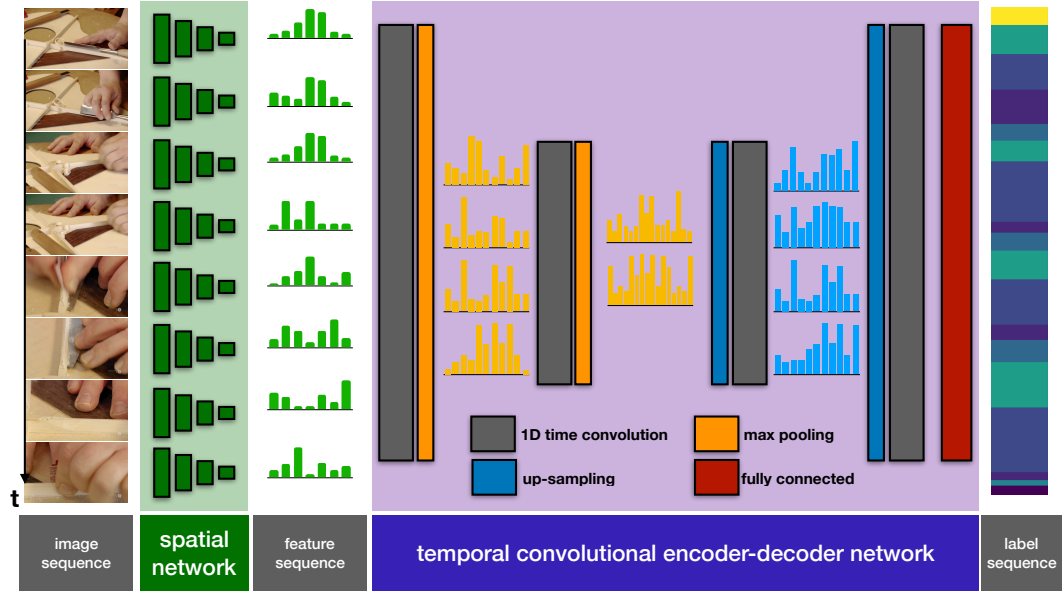 1D time convolution
max pooling
up-sampling
fully connected
t
image
sequence
spatial
network
feature
sequence
temporal convolutional encoder-decoder network
label
sequence